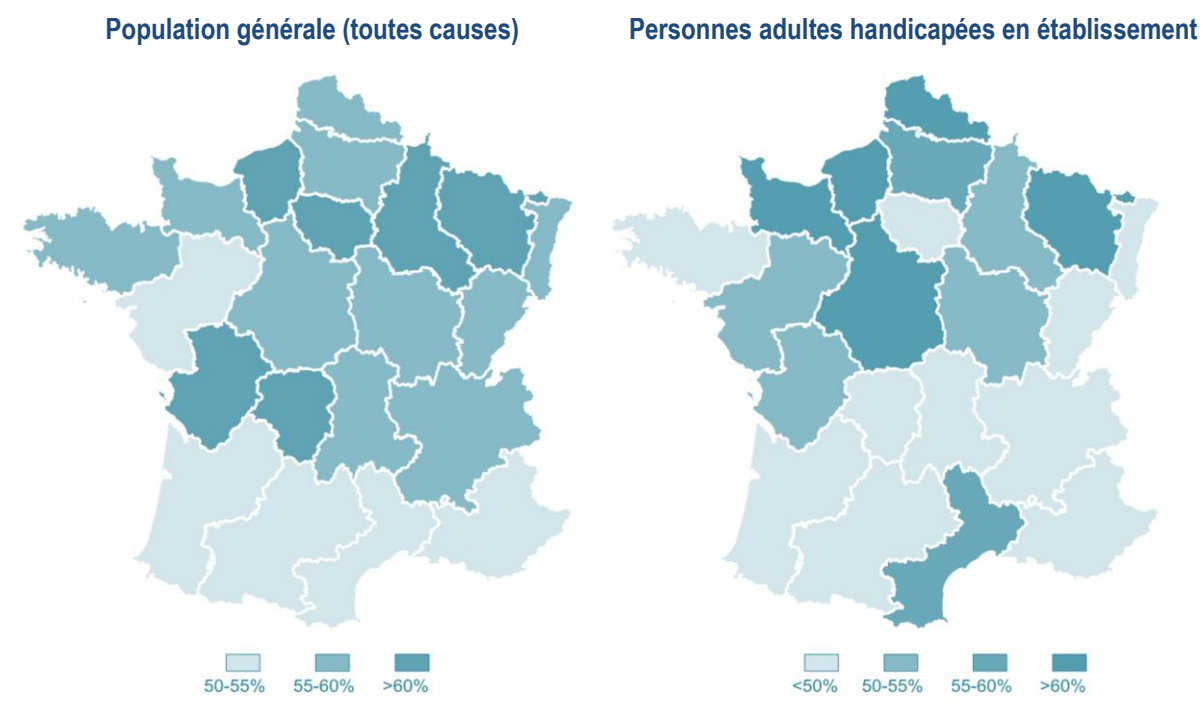 Population générale (toutes causes)
Personnes adultes handicapées en établissement
50-55% 55-60% >60%
<50% 50-55% 55-60% >60%